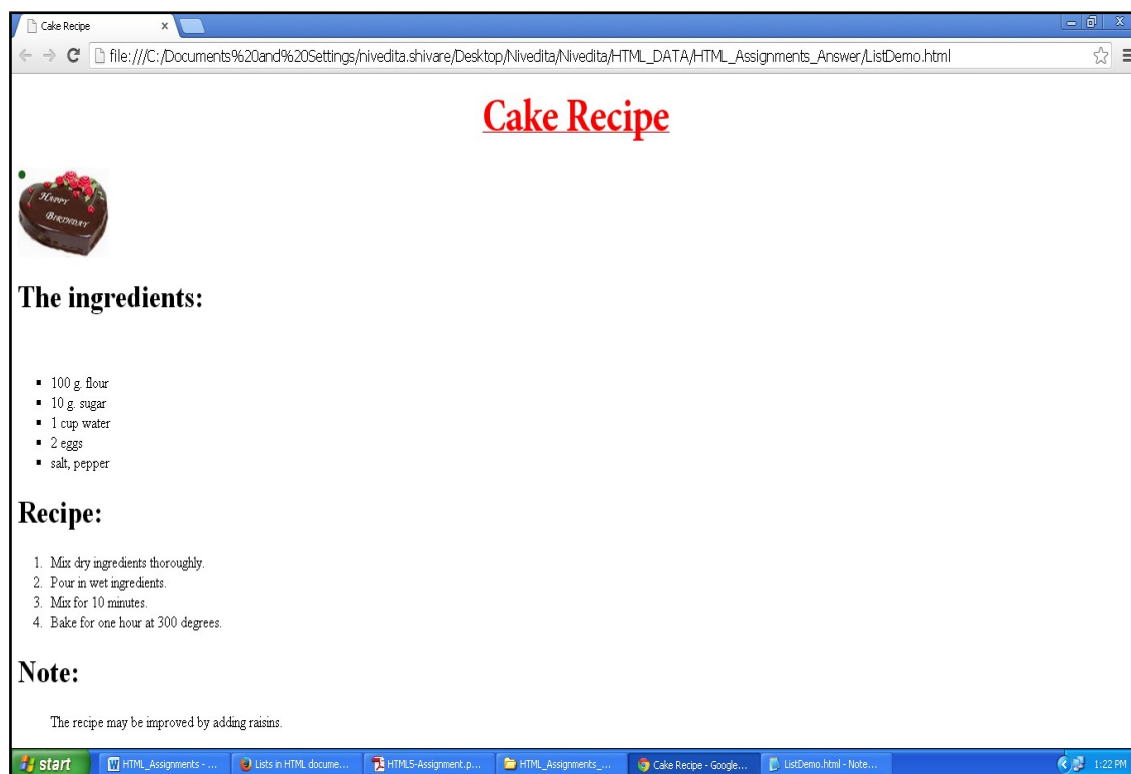 Cake Recipe
file:///C:/Documents%20and%20Settings/nivedita.shivare/Desktop/Nivedita/Nivedita/HTML_DATA/HTML_Assignments_Answer/ListDemo.html
Cake Recipe
HAPPY
BIRTHDAY
The ingredients:
100 g. flour
10 g. sugar
1 cup water
2 eggs
salt, pepper
Recipe:
1. Mix dry ingredients thoroughly.
2. Pour in wet ingredients.
3. Mix for 10 minutes.
4. Bake for one hour at 300 degrees.
Note:
The recipe may be improved by adding raisins.
start HTML_Assignments - ... Lists in HTML docume... HTML5-Assignment.p... HTML_Assignments_... Cake Recipe - Google... ListDemo.html - Note... 1:22 PM